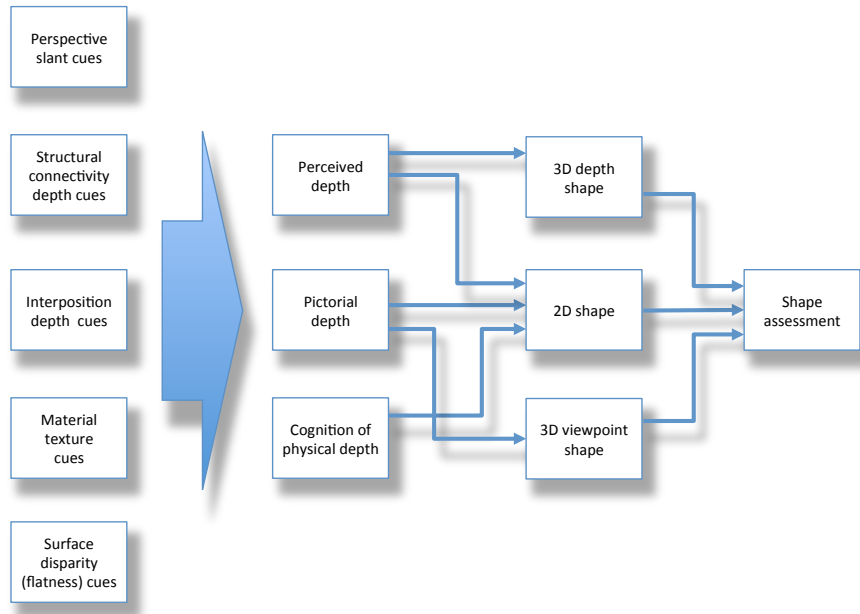 Perspective
slant cues
Structural
connectivity
depth cues
Interposition
depth cues
Material
texture
cues
Surface
disparity
(flatness) cues
Perceived
depth
Pictorial
depth
Cognition of
physical depth
3D depth
shape
2D shape
3D viewpoint
shape
Shape
assessment